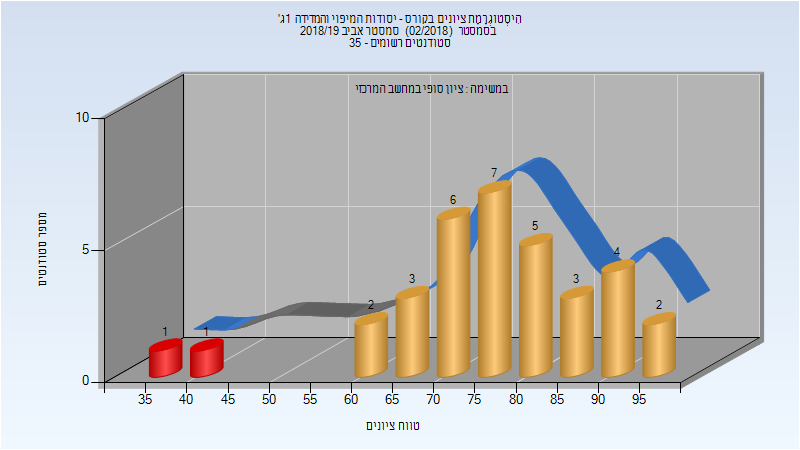 היסטוגרמת ציונים בקורס - יסודות המיפוי והמדידה 1ג'
בסמסטר (02/2018) סמסטר אביב 2018/19
סטודנטים רשומים - 35
במשימה : ציון סופי במחשב המרכזי
מספר סטודנטים
10
5
0
1
1
2
3
6
7
5
3
4
2
35 40 45 50 55 60 65 70 75 80 85 90 95
טווח ציונים